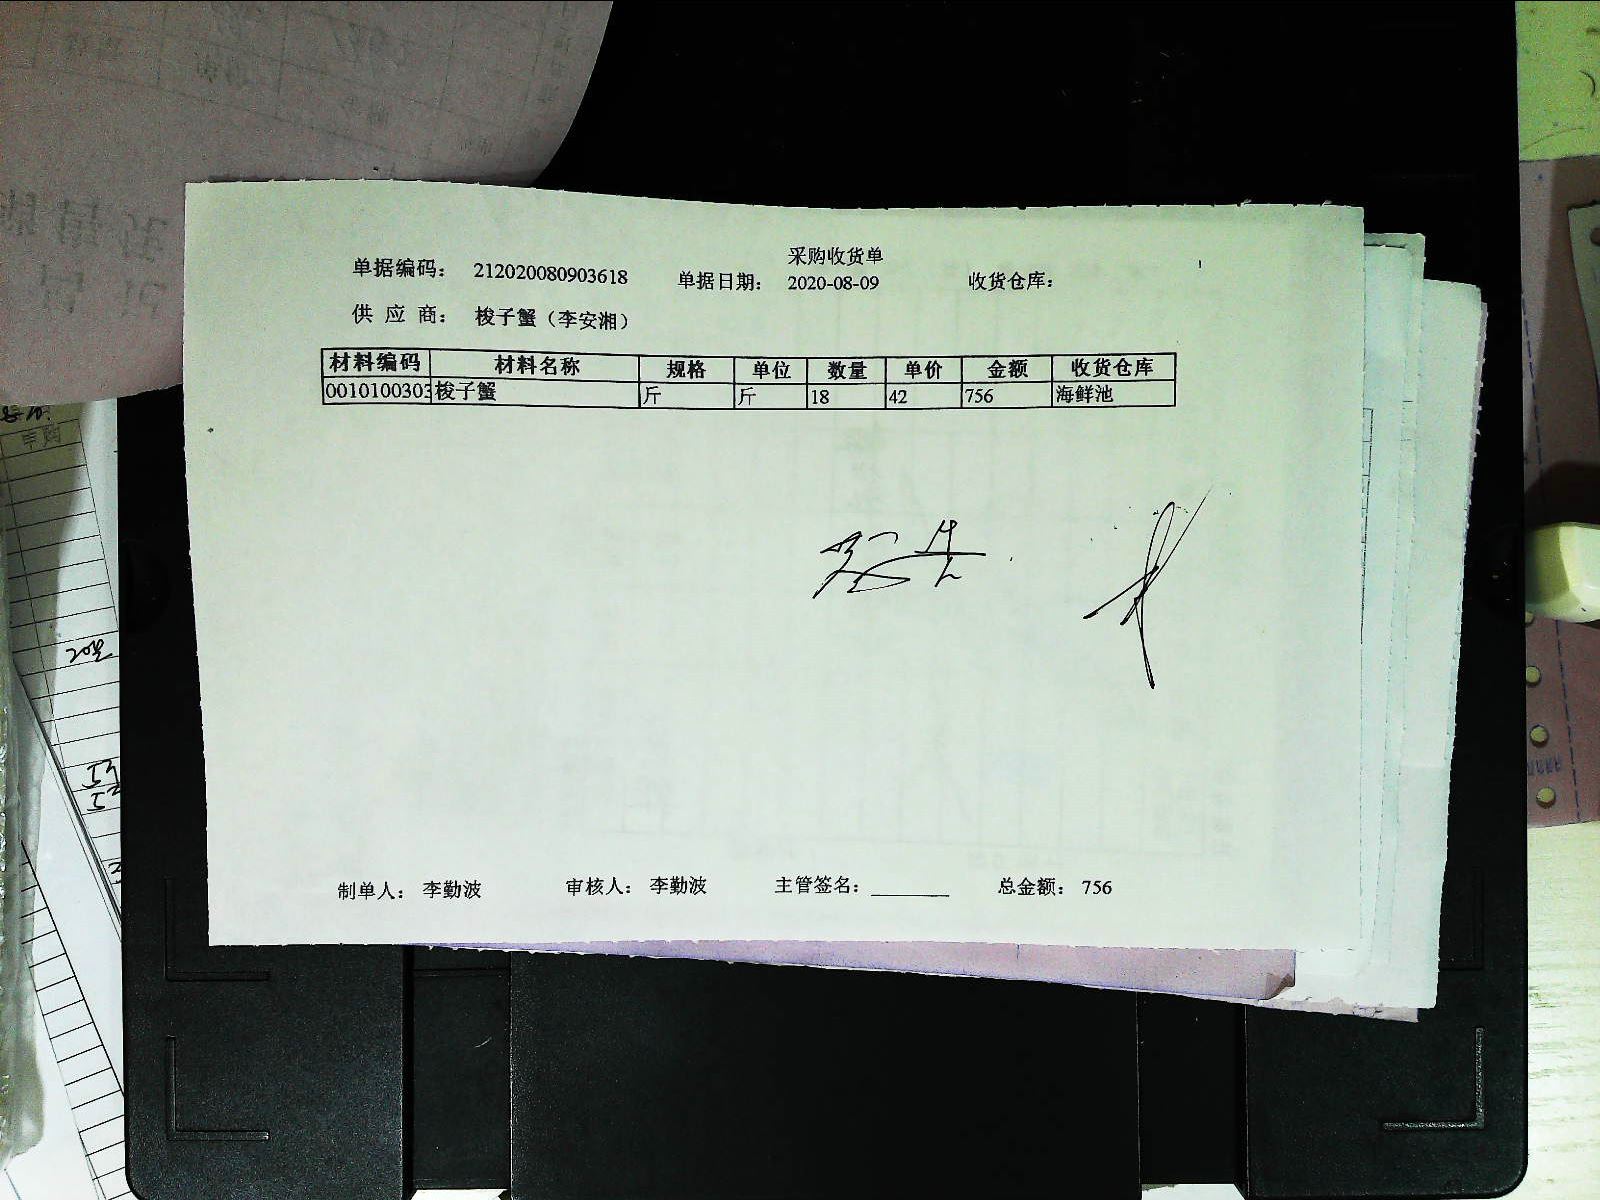 采购收货单
单据编码： 212020080903618 单据日期： 2020-08-09 收货仓库：
供 应 商： 梭子蟹（李安湘）
材料编码 材料名称 规格 单位 数量 单价 金额 收货仓库
0010100303 梭子蟹 斤 斤 18 42 756 海鲜池
制单人： 李勤波 审核人： 李勤波 主管签名： 总金额： 756